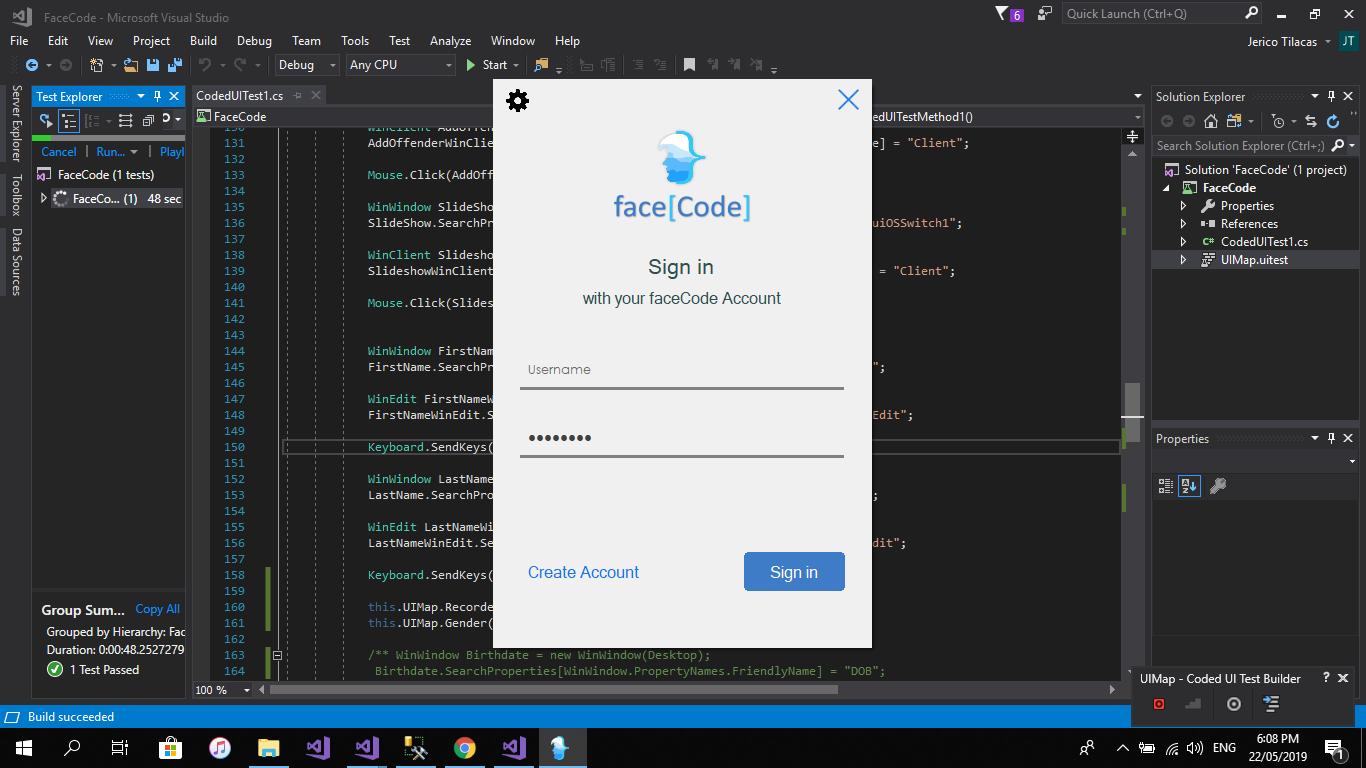 FaceCode - Microsoft Visual Studio
6
Quick Launch (Ctrl+Q)
File Edit View Project Build Debug Team Tools Test Analyze Window Help
Jerico Tilacas JT
Debug Any CPU Start
Server Explorer
Toolbox
Data Sources
Test Explorer
Cancel Run... Playl
FaceCode (1 tests)
FaceCo... (1) 48 sec
Group Sum... Copy All
Grouped by Hierarchy: Fac
Duration: 0:00:48.2527279
1 Test Passed
CodedUITest1.cs
FaceCode
edUITestMethod1()
131 AddOffenderWinClie e] = "Client";
132
133 Mouse.Click(AddOff
134
135 WinWindow SlideSho
136 SlideShow.SearchPr uiOSSwitch1";
137
138 WinClient Slidesho
139 SlideshowWinClient = "Client";
140
141 Mouse.Click(Slides
142
143
144 WinWindow FirstNam
145 FirstName.SearchPr ";
146
147 WinEdit FirstNameW
148 FirstNameWinEdit.S Edit";
149
150 Keyboard.SendKeys(
151
152 WinWindow LastName
153 LastName.SearchPro ;
154
155 WinEdit LastNameWi
156 LastNameWinEdit.Se dit";
157
158 Keyboard.SendKeys(
159
160 this.UIMap.Recorde
161 this.UIMap.Gender(
162
163 /** WinWindow Birthdate = new WinWindow(Desktop);
164 Birthdate.SearchProperties[WinWindow.PropertyNames.FriendlyName] = "DOB";
100 %
face[Code]
Sign in
with your faceCode Account
Username
Create Account
Sign in
Solution Explorer
Search Solution Explorer (Ctrl+;)
Solution 'FaceCode' (1 project)
FaceCode
Properties
References
C# CodedUITest1.cs
UIMap.uitest
Properties
UIMap - Coded UI Test Builder ?
Build succeeded
ENG
6:08 PM
22/05/2019
1